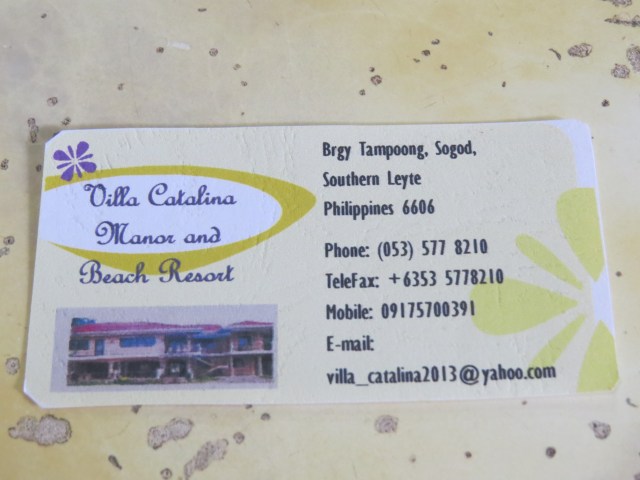 Villa Catalina
Manor and
Beach Resort
Brgy Tampoong, Sogod,
Southern Leyte
Philippines 6606
Phone: (053) 577 8210
TeleFax: +6353 5778210
Mobile: 09175700391
E-mail:
villa_catalina2013@yahoo.com